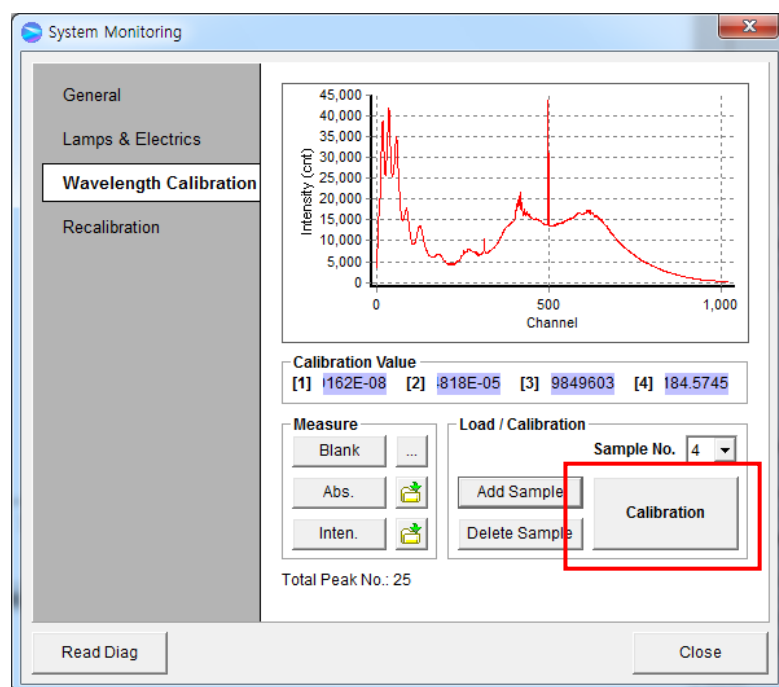 System Monitoring
General
Lamps & Electrics
Wavelength Calibration
Recalibration
45,000
40,000
35,000
30,000
25,000
20,000
15,000
10,000
5,000
0
Intensity (cnt)
0 500 1,000
Channel
Calibration Value
[1] 162E-08 [2] 818E-05 [3] 9849603 [4] 184.5745
Measure
Blank ...
Abs.
Inten.
Load / Calibration
Sample No. 4
Add Sample
Delete Sample
Calibration
Total Peak No.: 25
Read Diag
Close